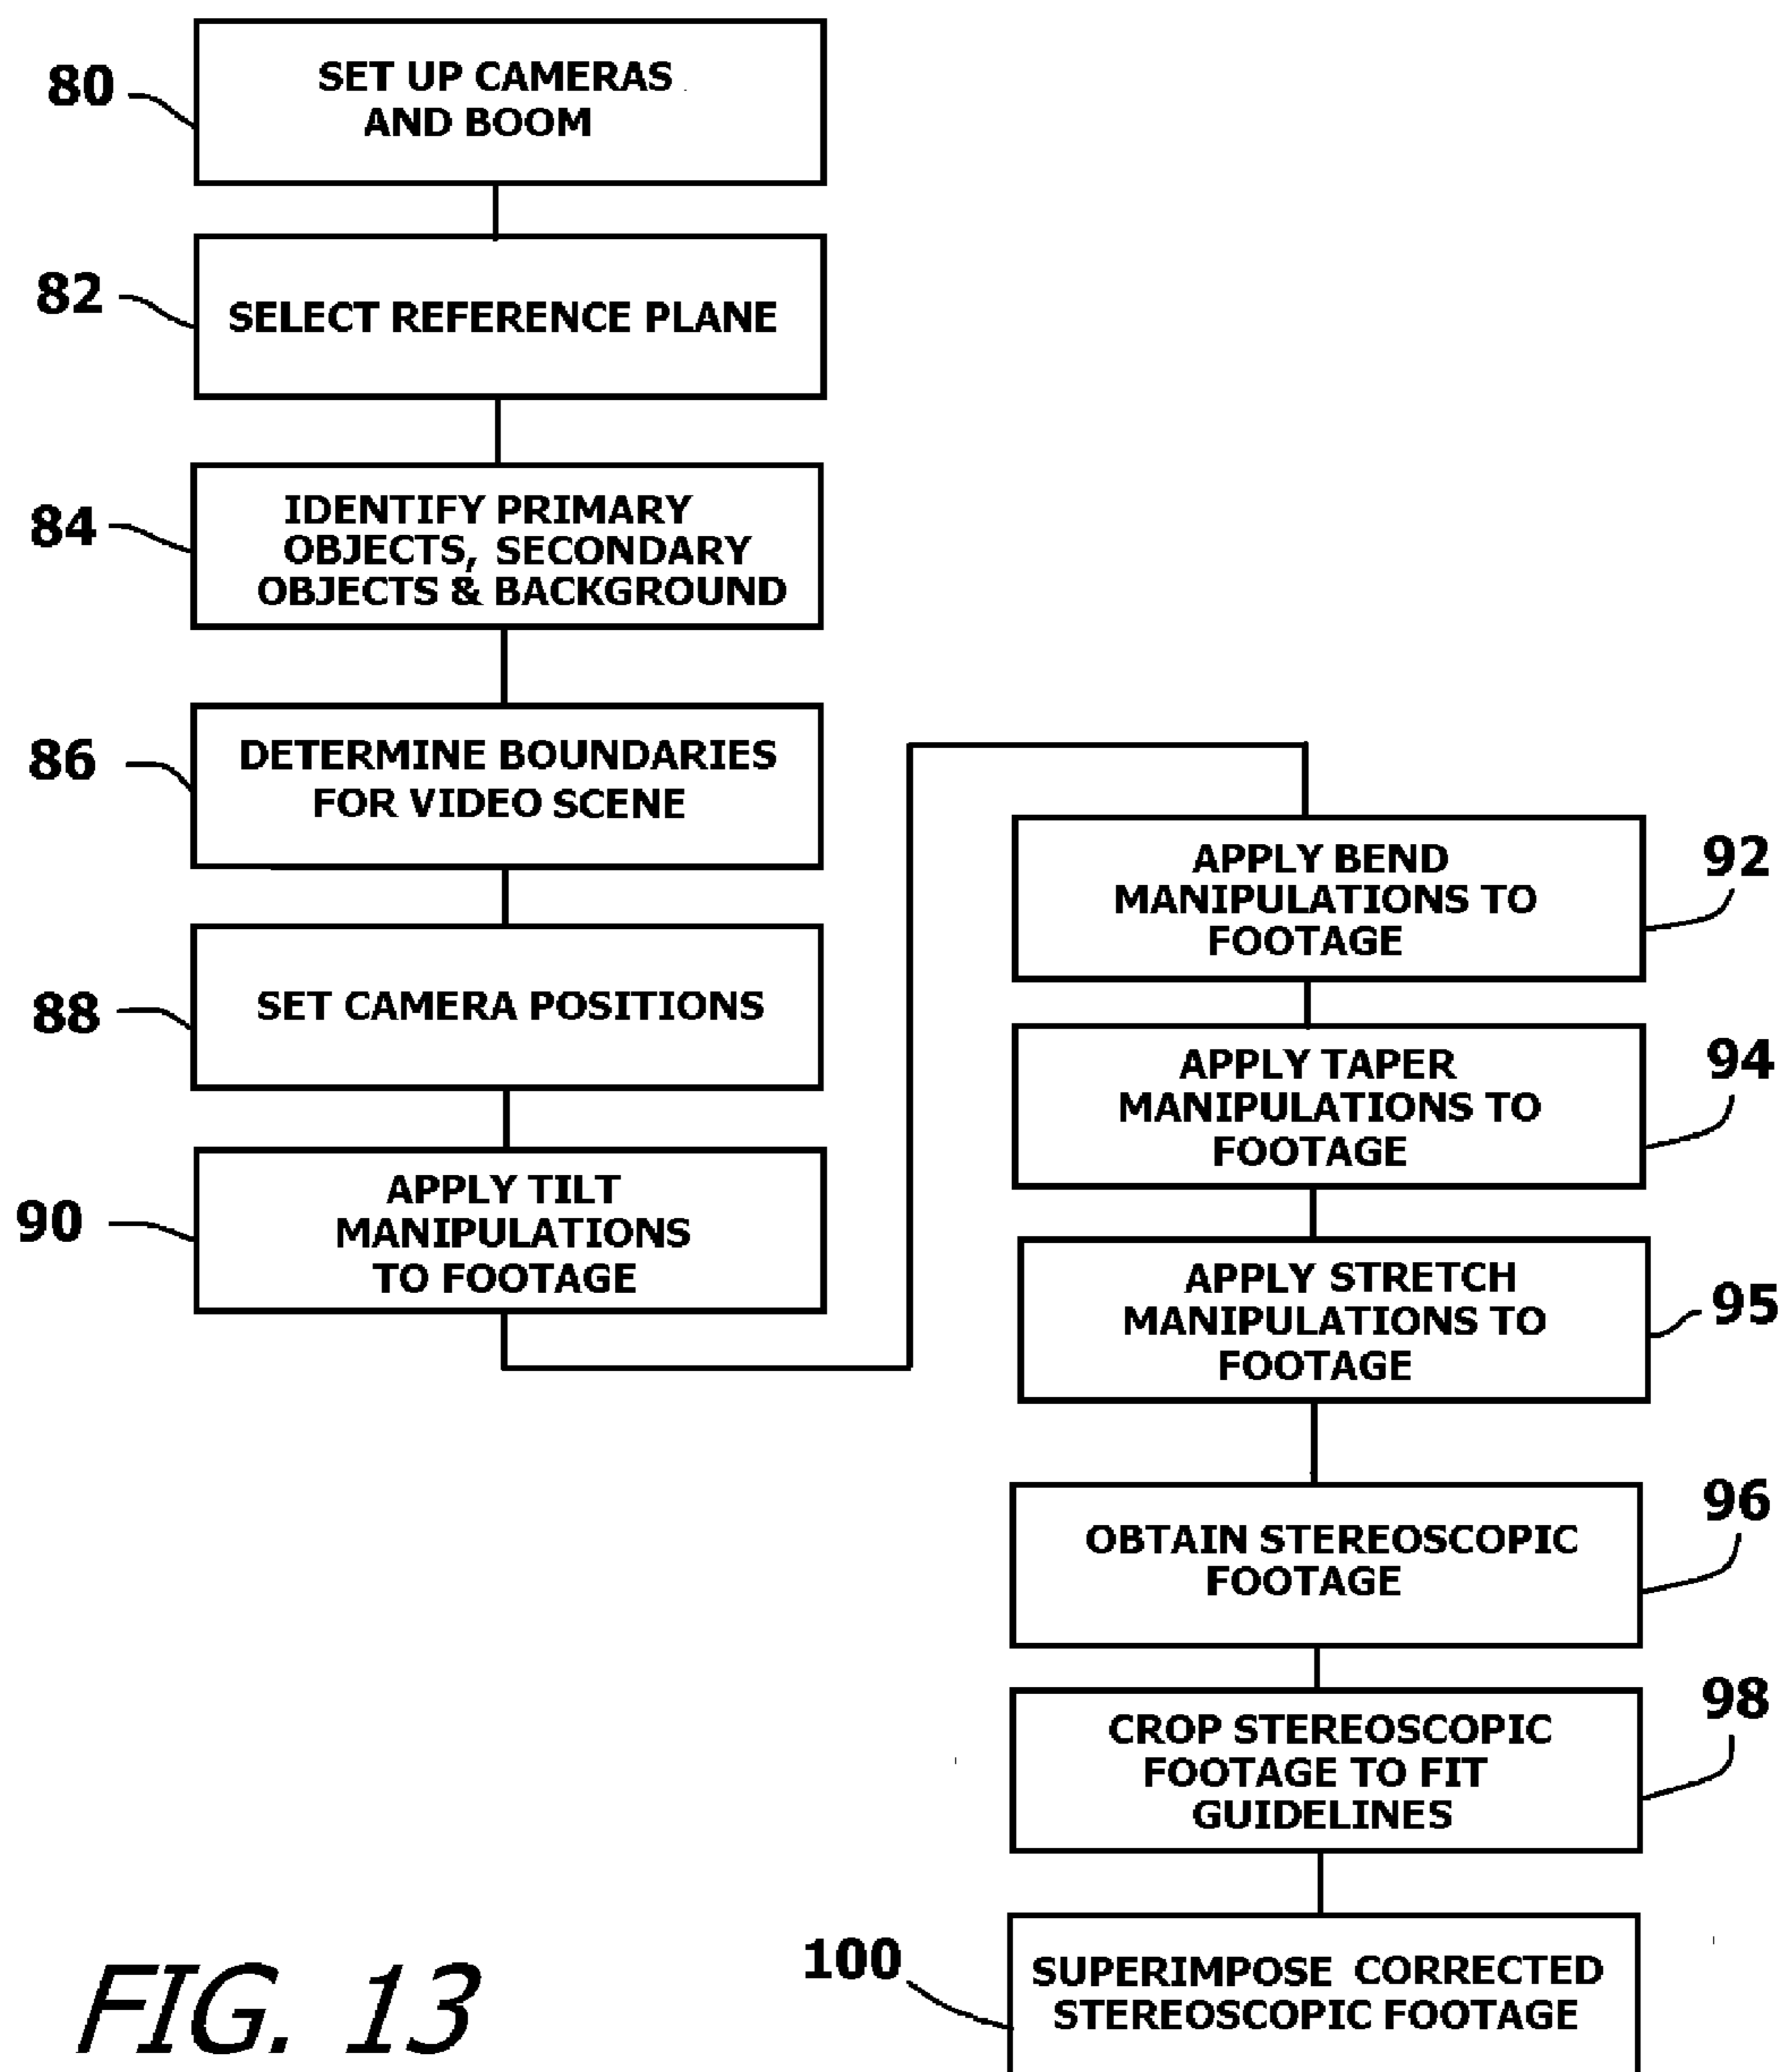 80
SET UP CAMERAS
AND BOOM
82
SELECT REFERENCE PLANE
84
IDENTIFY PRIMARY
OBJECTS, SECONDARY
OBJECTS & BACKGROUND
86
DETERMINE BOUNDARIES
FOR VIDEO SCENE
88
SET CAMERA POSITIONS
90
APPLY TILT
MANIPULATIONS
TO FOOTAGE
92
APPLY BEND
MANIPULATIONS TO
FOOTAGE
94
APPLY TAPER
MANIPULATIONS TO
FOOTAGE
95
APPLY STRETCH
MANIPULATIONS TO
FOOTAGE
96
OBTAIN STEREOSCOPIC
FOOTAGE
98
CROP STEREOSCOPIC
FOOTAGE TO FIT
GUIDELINES
100
SUPERIMPOSE CORRECTED
STEREOSCOPIC FOOTAGE
FIG. 13